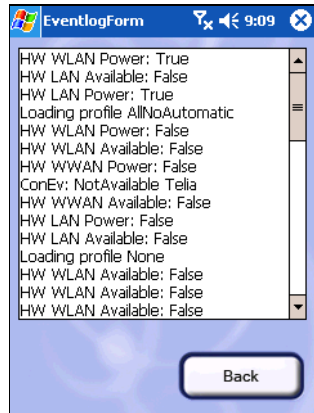 EventlogForm 9:09
HW WLAN Power: True
HW LAN Available: False
HW LAN Power: True
Loading profile AllNoAutomatic
HW WLAN Power: False
HW WLAN Available: False
HW WWAN Power: False
ConEv: NotAvailable Telia
HW WWAN Available: False
HW LAN Power: False
HW LAN Available: False
Loading profile None
HW WLAN Available: False
HW WLAN Available: False
HW WLAN Available: False
Back